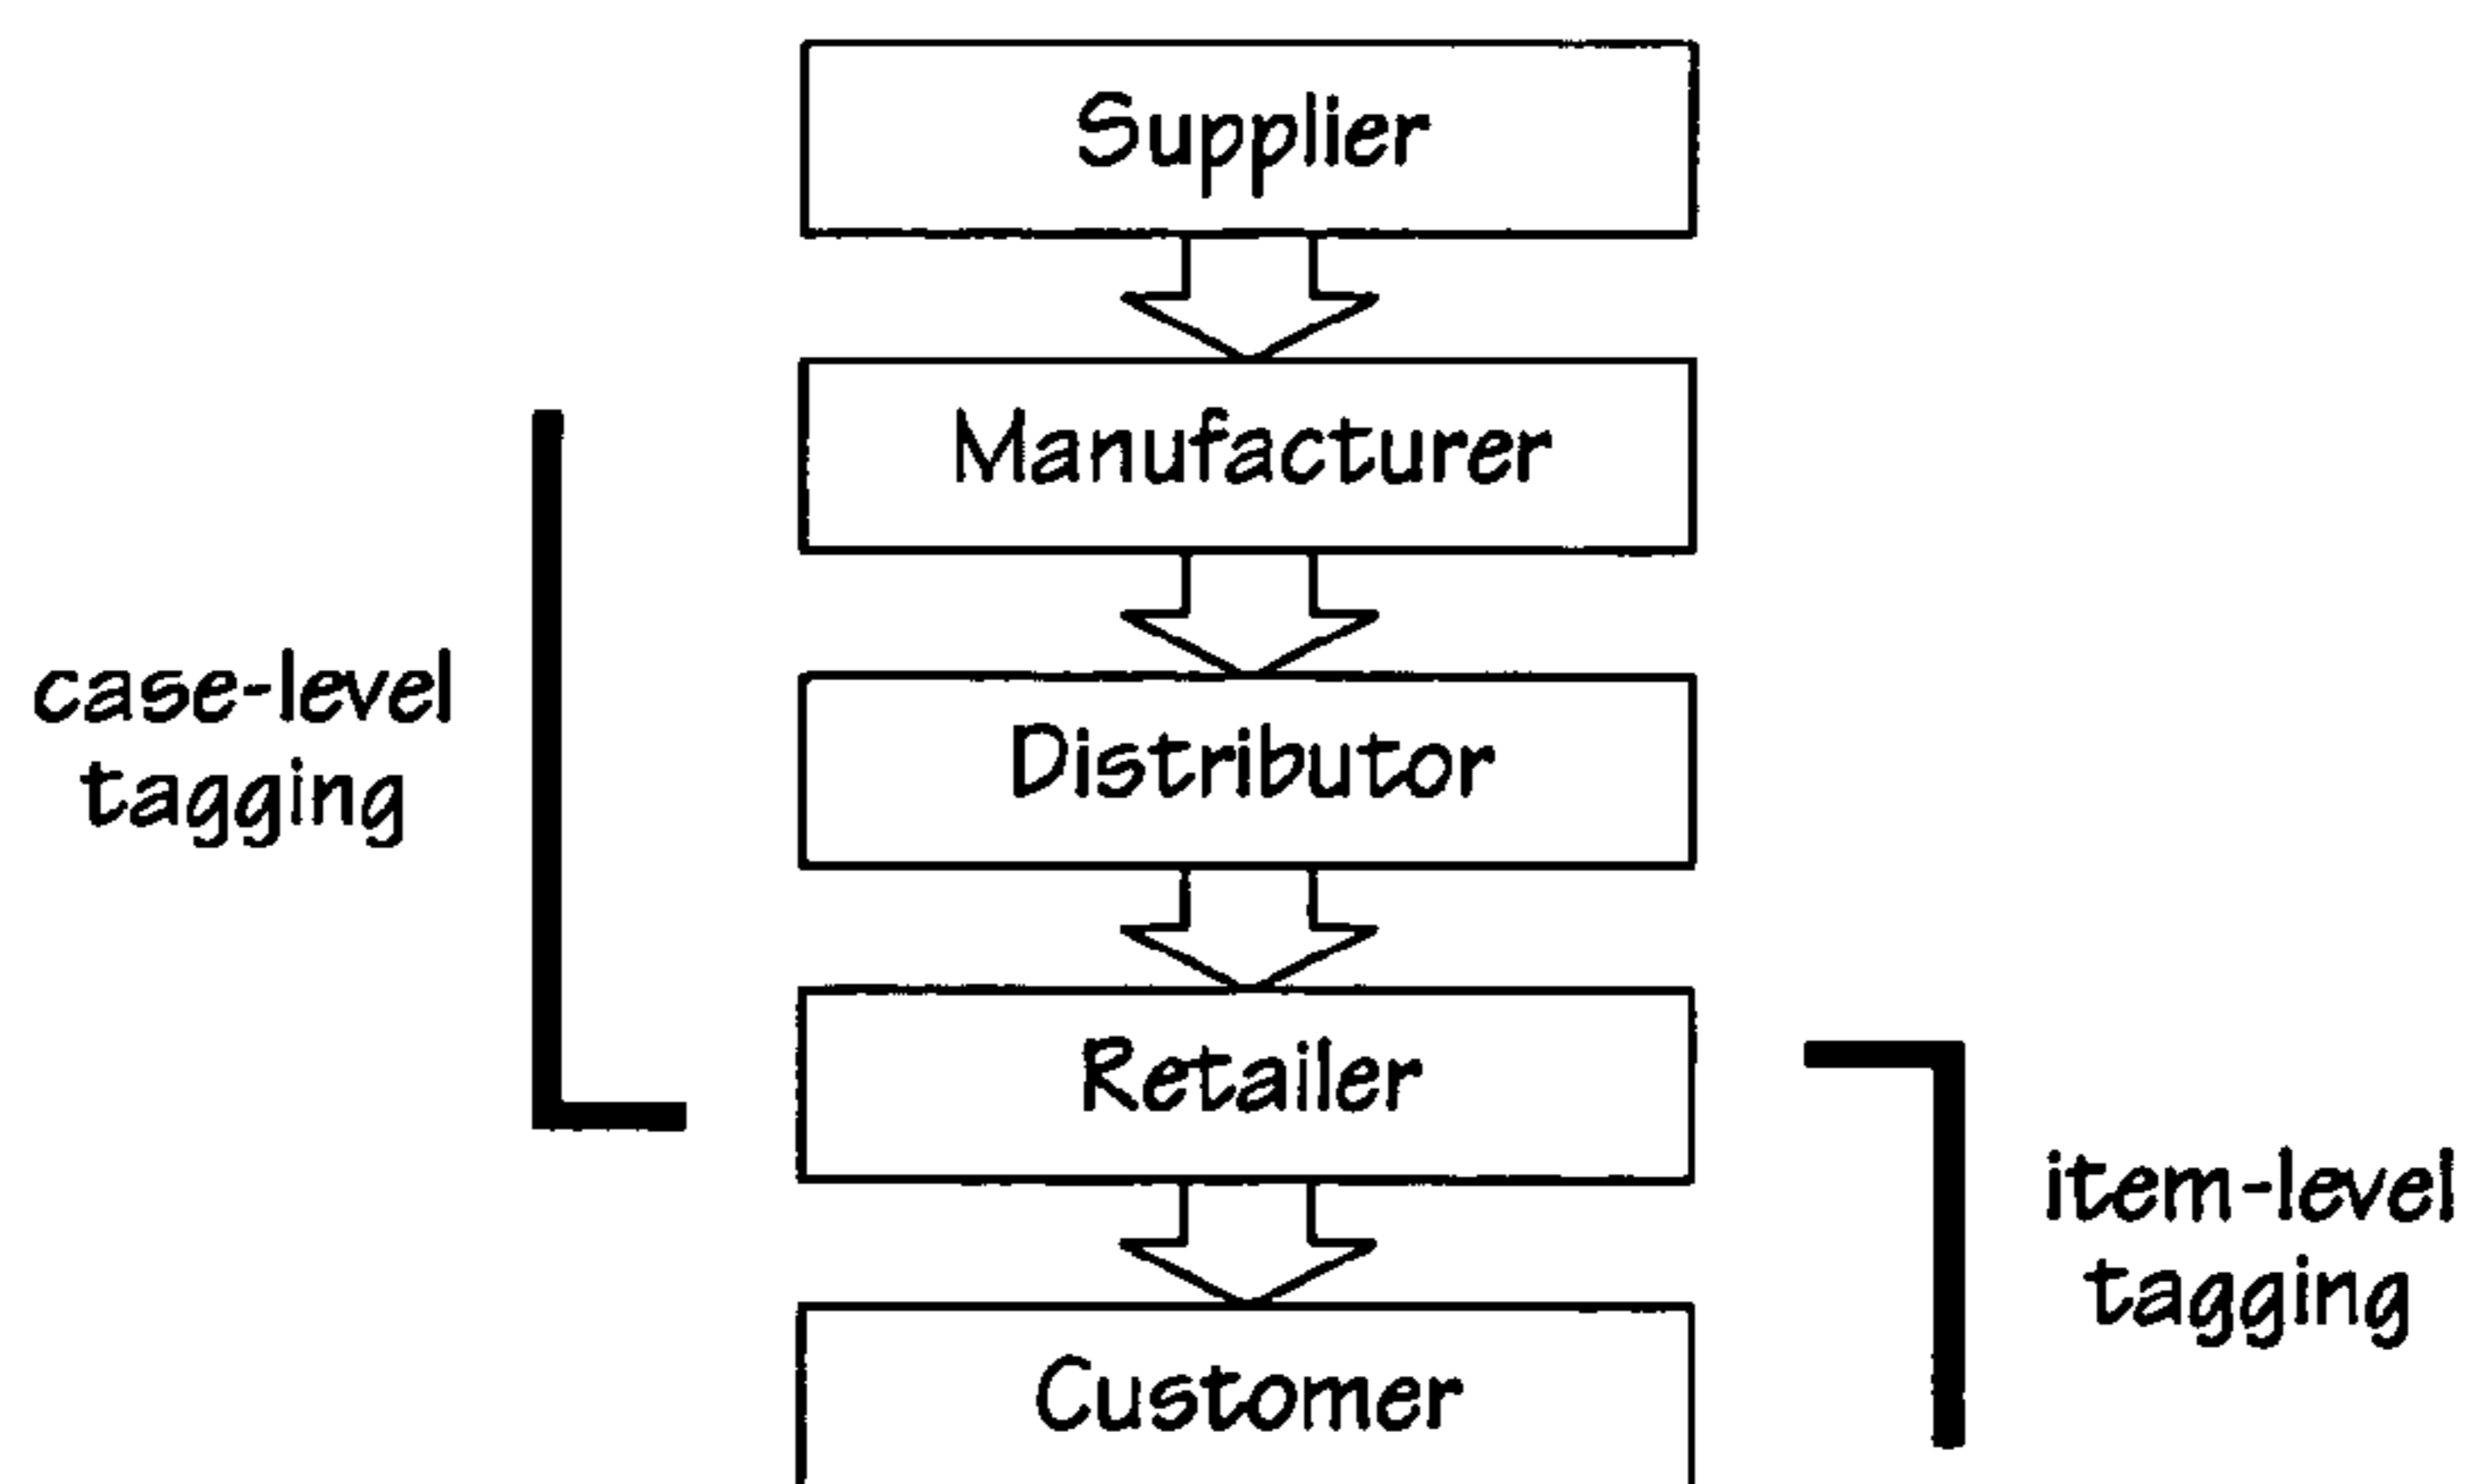 Supplier
Manufacturer
case-level
tagging
Distributor
Retailer
item-level
tagging
Customer